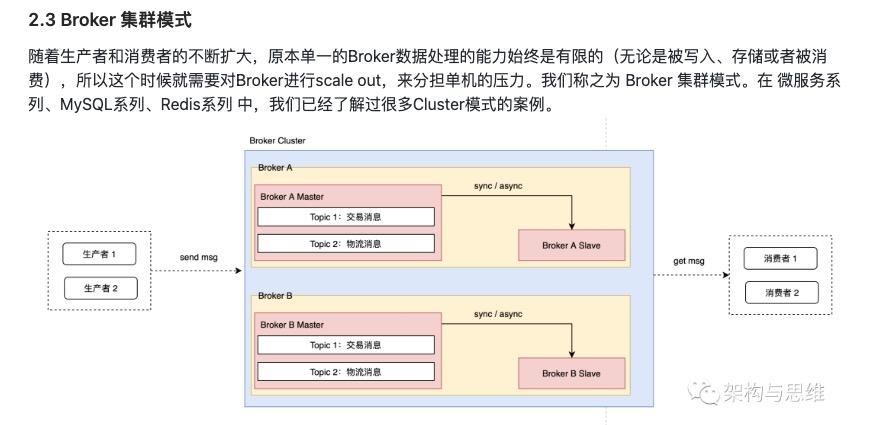 2.3 Broker 集群模式
随着生产者和消费者的不断扩大，原本单一的Broker数据处理的能力始终是有限的（无论是被写入、存储或者被消
费），所以这个时候就需要对Broker进行scale out，来分担单机的压力。我们称之为 Broker 集群模式。在 微服务系
列、MySQL系列、Redis系列 中，我们已经了解过很多Cluster模式的案例。
Broker Cluster
Broker A
Broker A Master
sync / async
Topic 1：交易消息
Topic 2：物流消息
Broker A Slave
生产者 1
生产者 2
send msg
get msg
消费者 1
消费者 2
Broker B
Broker B Master
sync / async
Topic 1：交易消息
Topic 2：物流消息
Broker B Slave
架构与思维